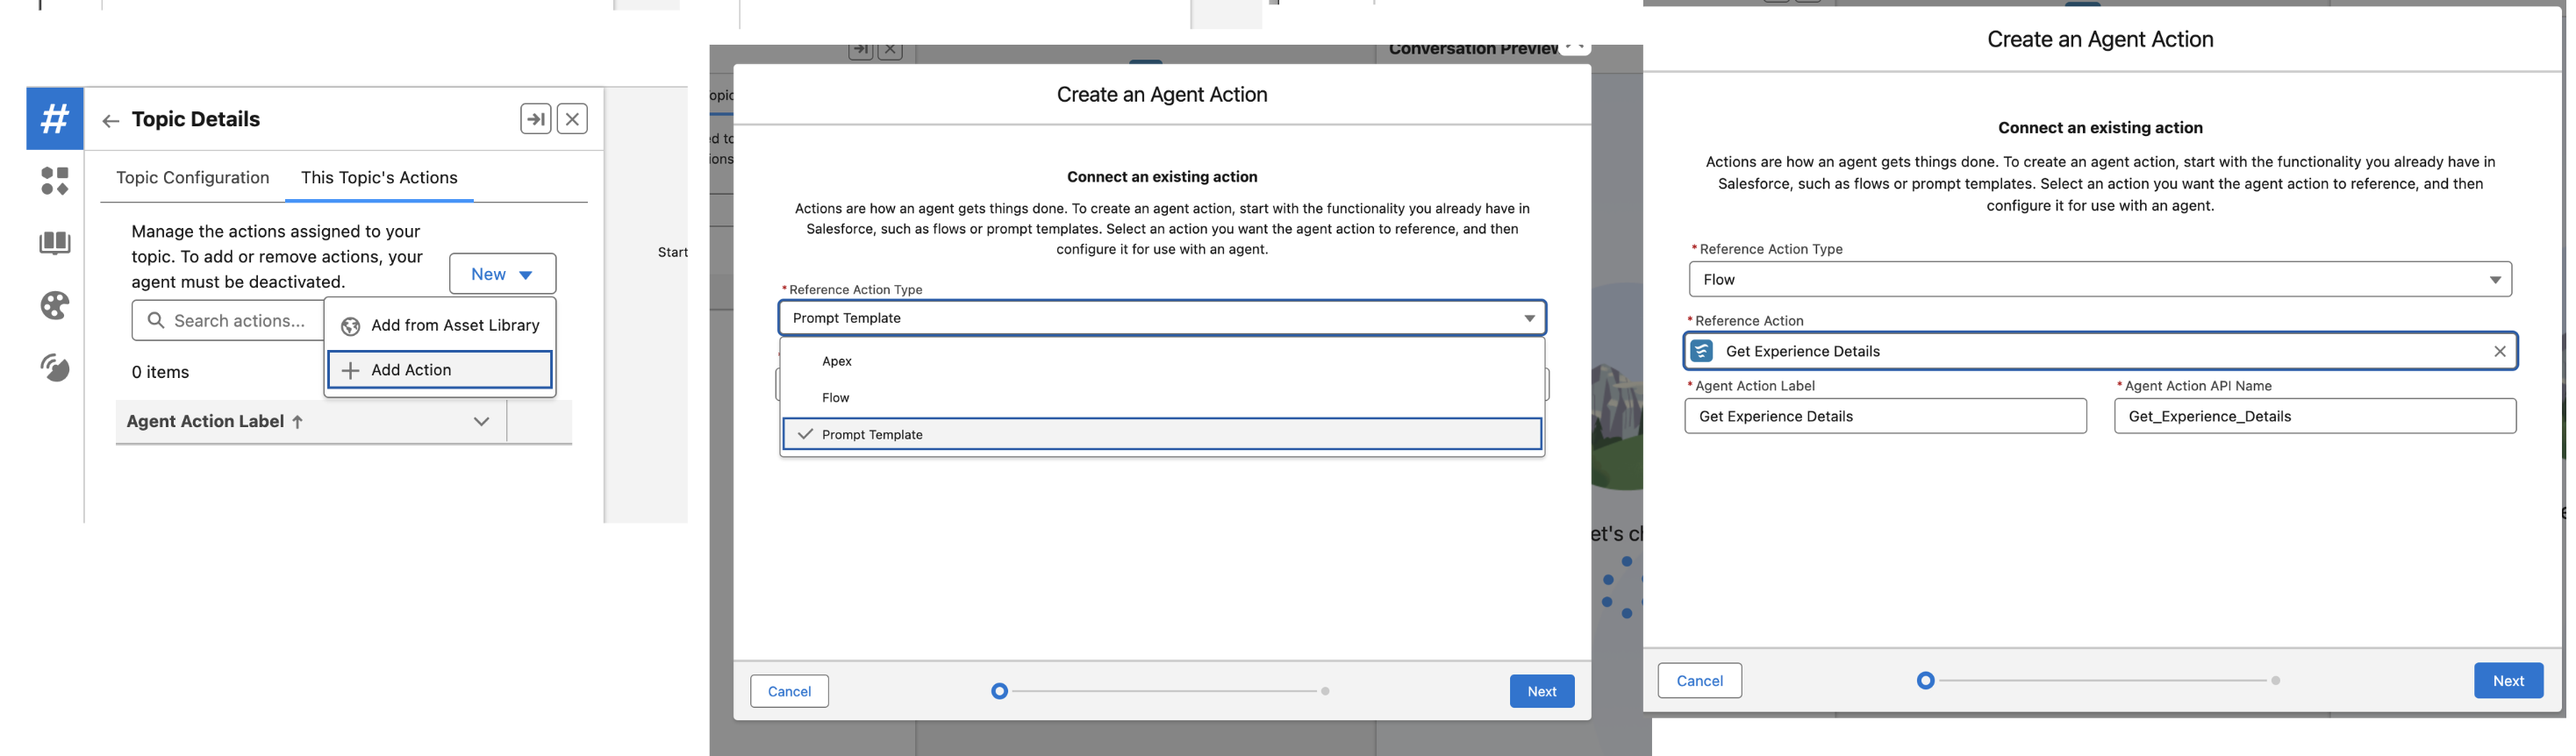 #
Topic Details
Topic Configuration
This Topic's Actions
Manage the actions assigned to your
topic. To add or remove actions, your
agent must be deactivated.
New
Search actions...
Add from Asset Library
Add Action
0 items
Agent Action Label
Start
Conversation Preview
Create an Agent Action
Connect an existing action
Actions are how an agent gets things done. To create an agent action, start with the functionality you already have in
Salesforce, such as flows or prompt templates. Select an action you want the agent action to reference, and then
configure it for use with an agent.
* Reference Action Type
Prompt Template
Apex
Flow
Prompt Template
Cancel
Next
et's cl
Create an Agent Action
Connect an existing action
Actions are how an agent gets things done. To create an agent action, start with the functionality you already have in
Salesforce, such as flows or prompt templates. Select an action you want the agent action to reference, and then
configure it for use with an agent.
* Reference Action Type
Flow
* Reference Action
Get Experience Details
* Agent Action Label
* Agent Action API Name
Get Experience Details
Get_Experience_Details
Cancel
Next